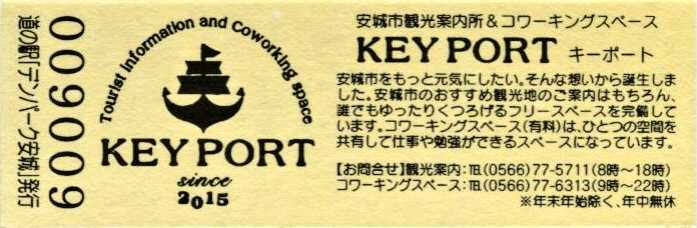 009009
道の駅「デンパーク安城」発行
Tourist information and Coworking space
KEY PORT
since
2015
安城市観光案内所&コワーキングスペース
KEY PORT キーポート
安城市をもっと元気にしたい。そんな想いから誕生しま
した。安城市のおすすめ観光地のご案内はもちろん、
誰でもゆったりくつろげるフリースペースを完備して
います。コワーキングスペース(有料)は、ひとつの空間を
共有して仕事や勉強ができるスペースになっています。
【お問合せ】観光案内:℡(0566)77-5711(8時〜18時)
コワーキングスペース:℡(0566)77-6313(9時〜22時)
※年末年始除く、年中無休